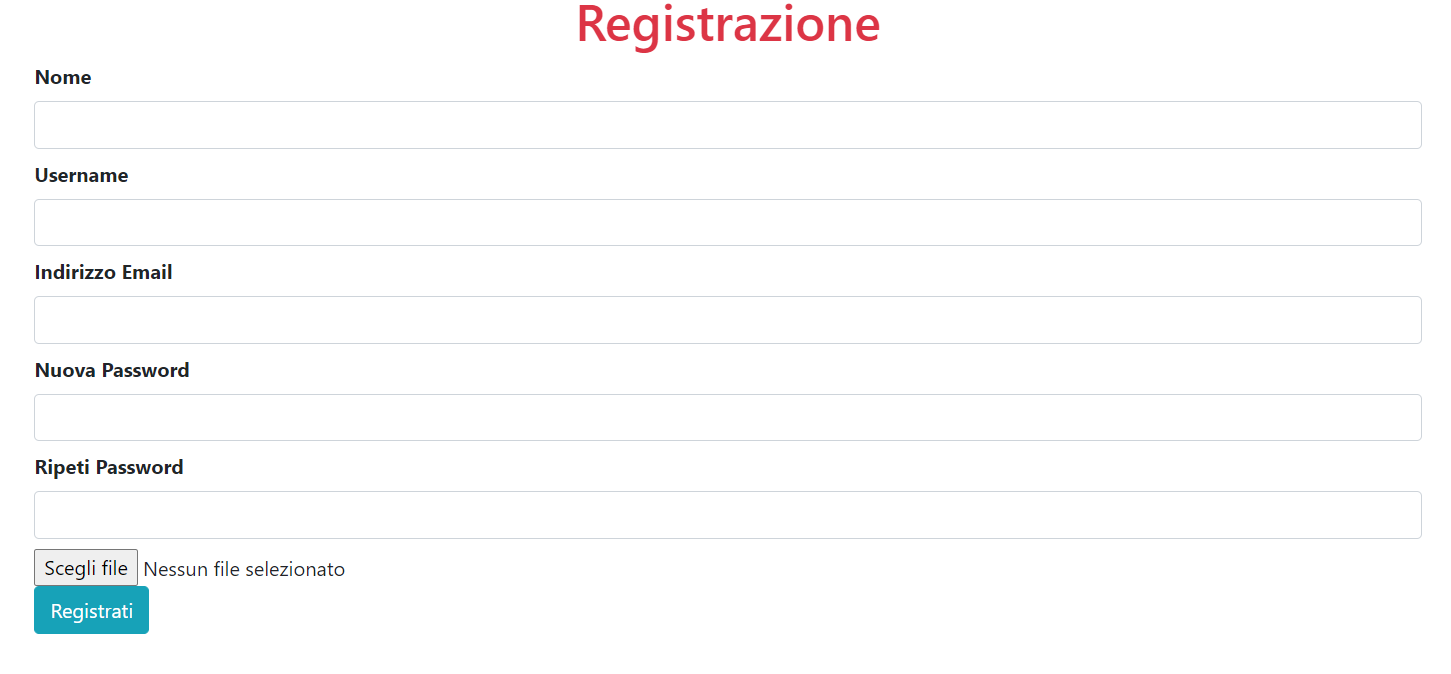 Registrazione
Nome
Username
Indirizzo Email
Nuova Password
Ripeti Password
Scegli file Nessun file selezionato
Registrati